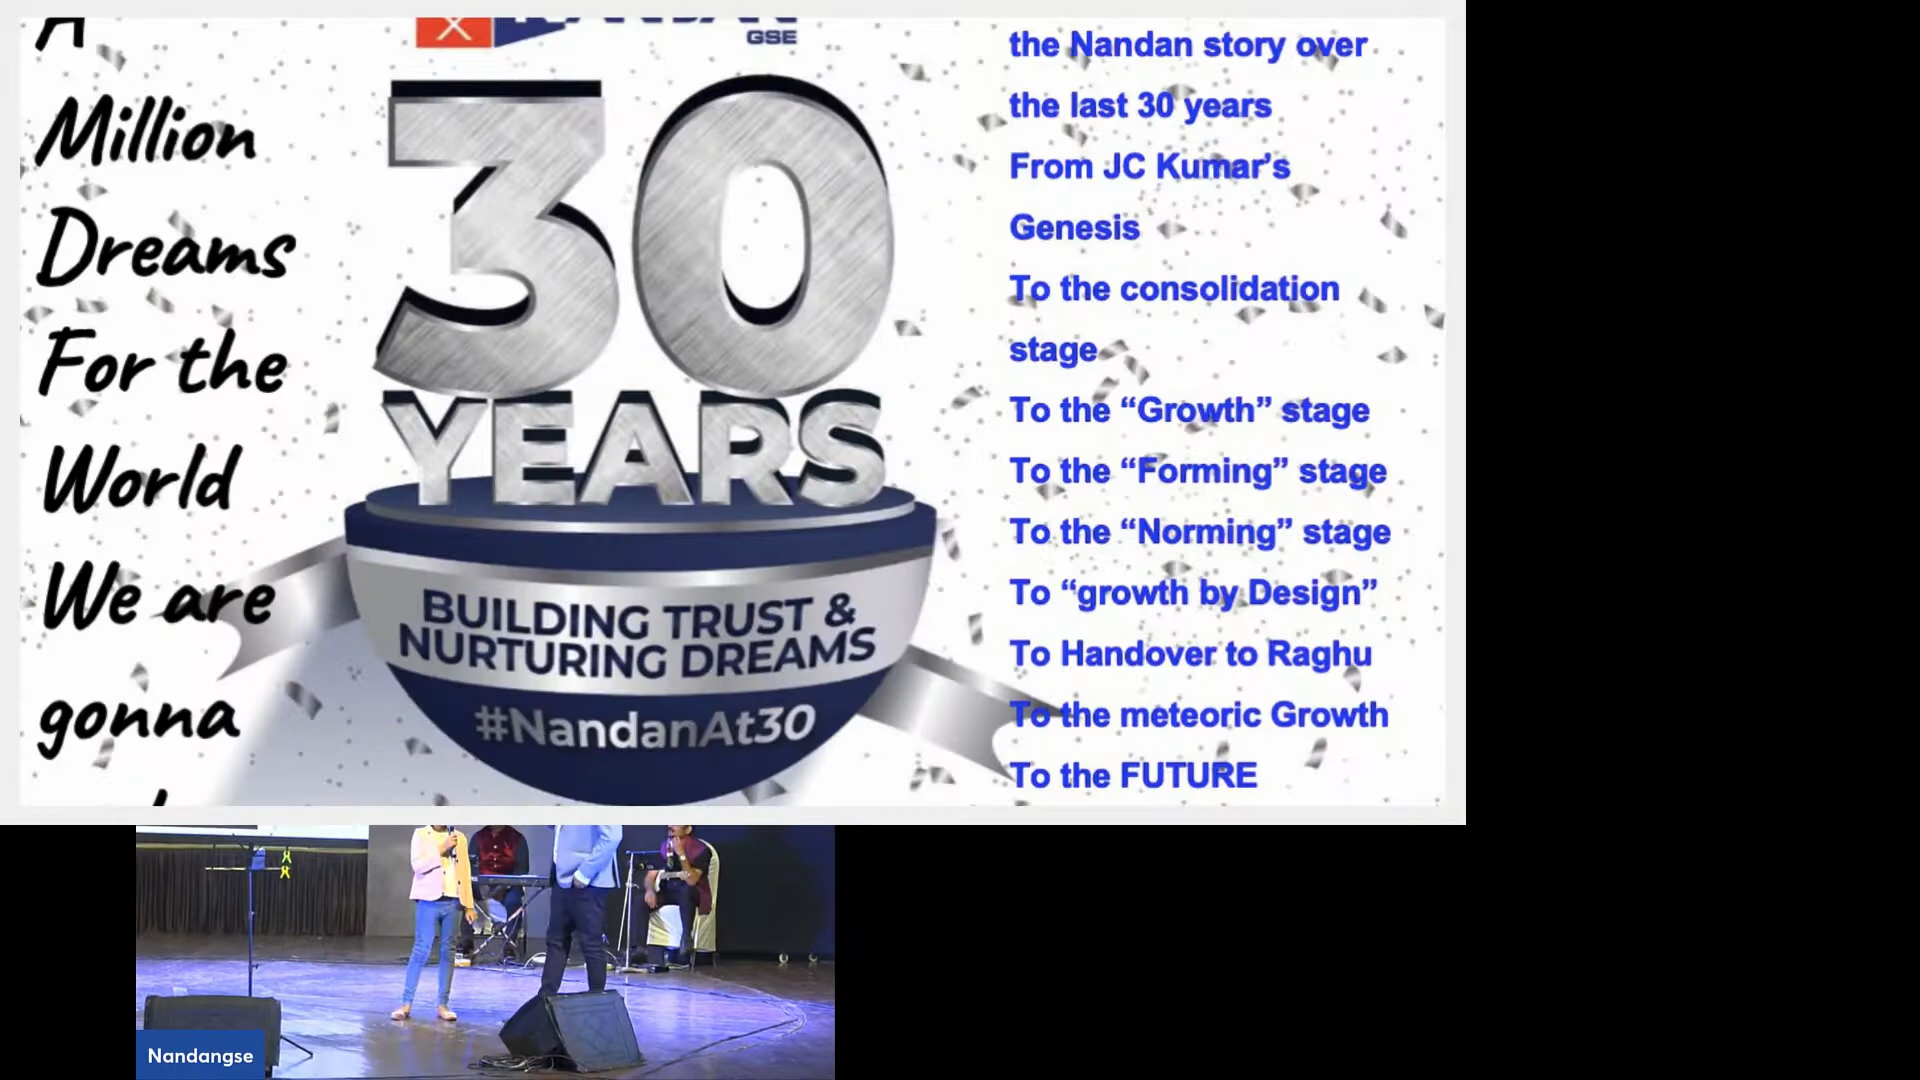 A
Million
Dreams
For the
World
We are
gonna
GSE
30
YEARS
BUILDING TRUST &
NURTURING DREAMS
#NandanAt30
the Nandan story over
the last 30 years
From JC Kumar’s
Genesis
To the consolidation
stage
To the “Growth” stage
To the “Forming” stage
To the “Norming” stage
To “growth by Design”
To Handover to Raghu
To the meteoric Growth
To the FUTURE
Nandangse